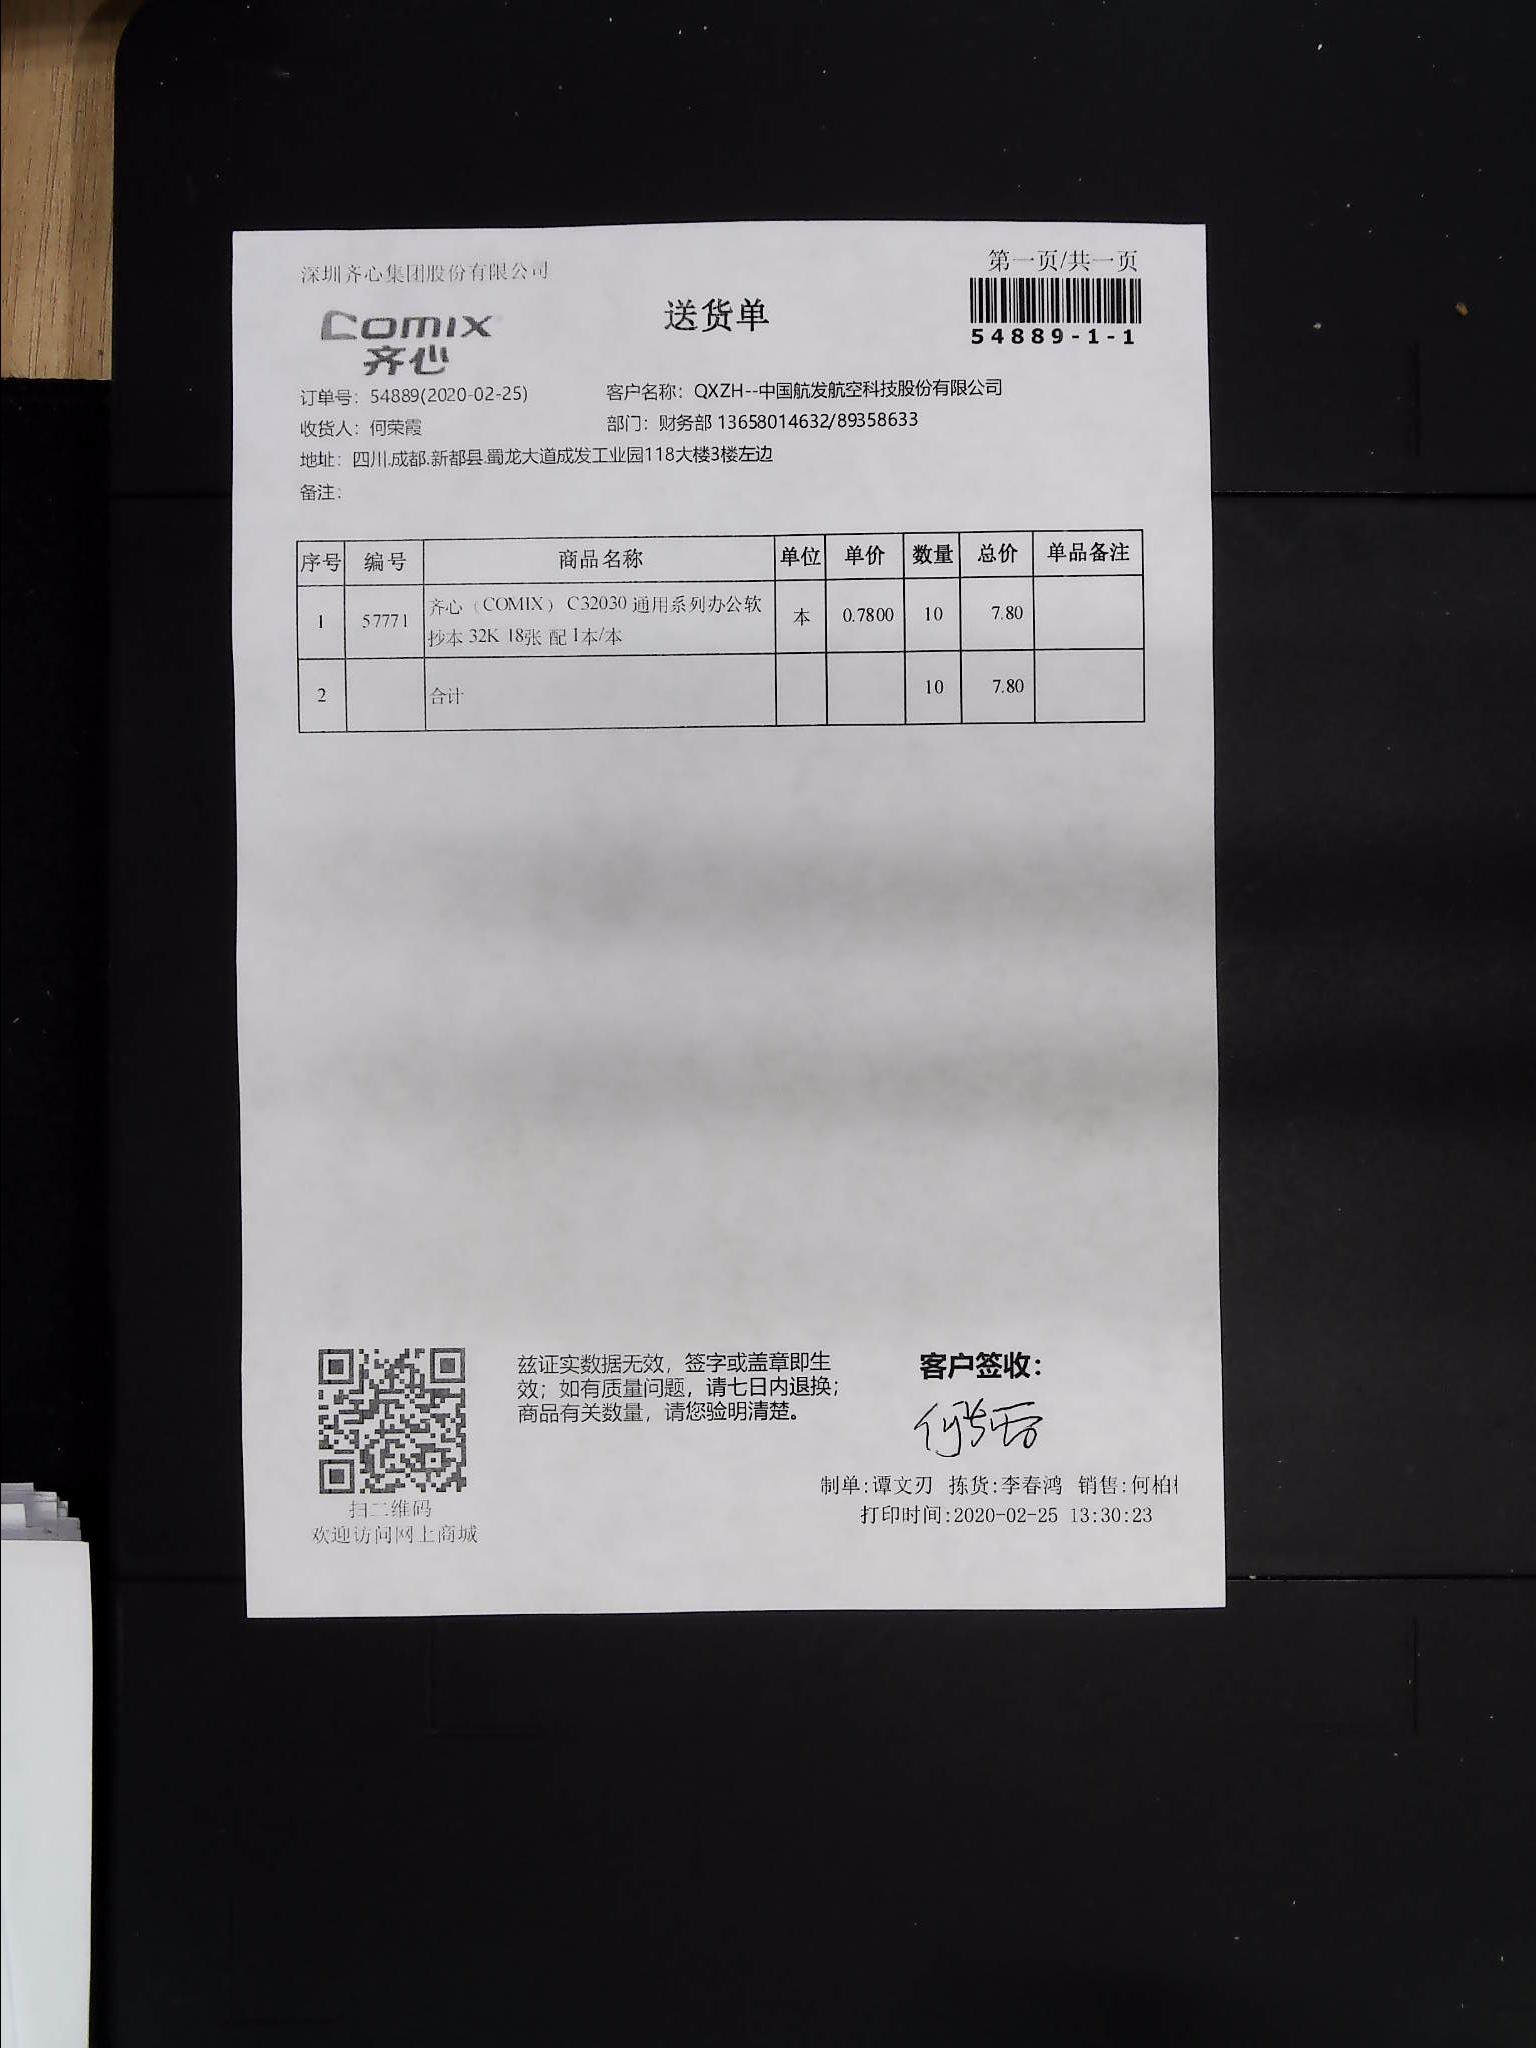 深圳齐心集团股份有限公司
第一页/共一页
comix
齐心
送货单
54889-1-1
订单号：54889(2020-02-25)
客户名称：QXZH--中国航发航空科技股份有限公司
收货人：何荣霞
部门：财务部 13658014632/89358633
地址：四川.成都.新都县.蜀龙大道成发工业园118大楼3楼左边
备注：
序号 编号 商品名称 单位 单价 数量 总价 单品备注
1 57771 齐心（COMIX） C32030 通用系列办公软 本 0.7800 10 7.80
抄本 32K 18张 配 1本/本
2 合计 10 7.80
兹证实数据无效，签字或盖章即生
效；如有质量问题，请七日内退换；
商品有关数量，请您验明清楚。
客户签收：
制单:谭文刃 拣货:李春鸿 销售:何柏
打印时间:2020-02-25 13:30:23
扫二维码
欢迎访问网上商城